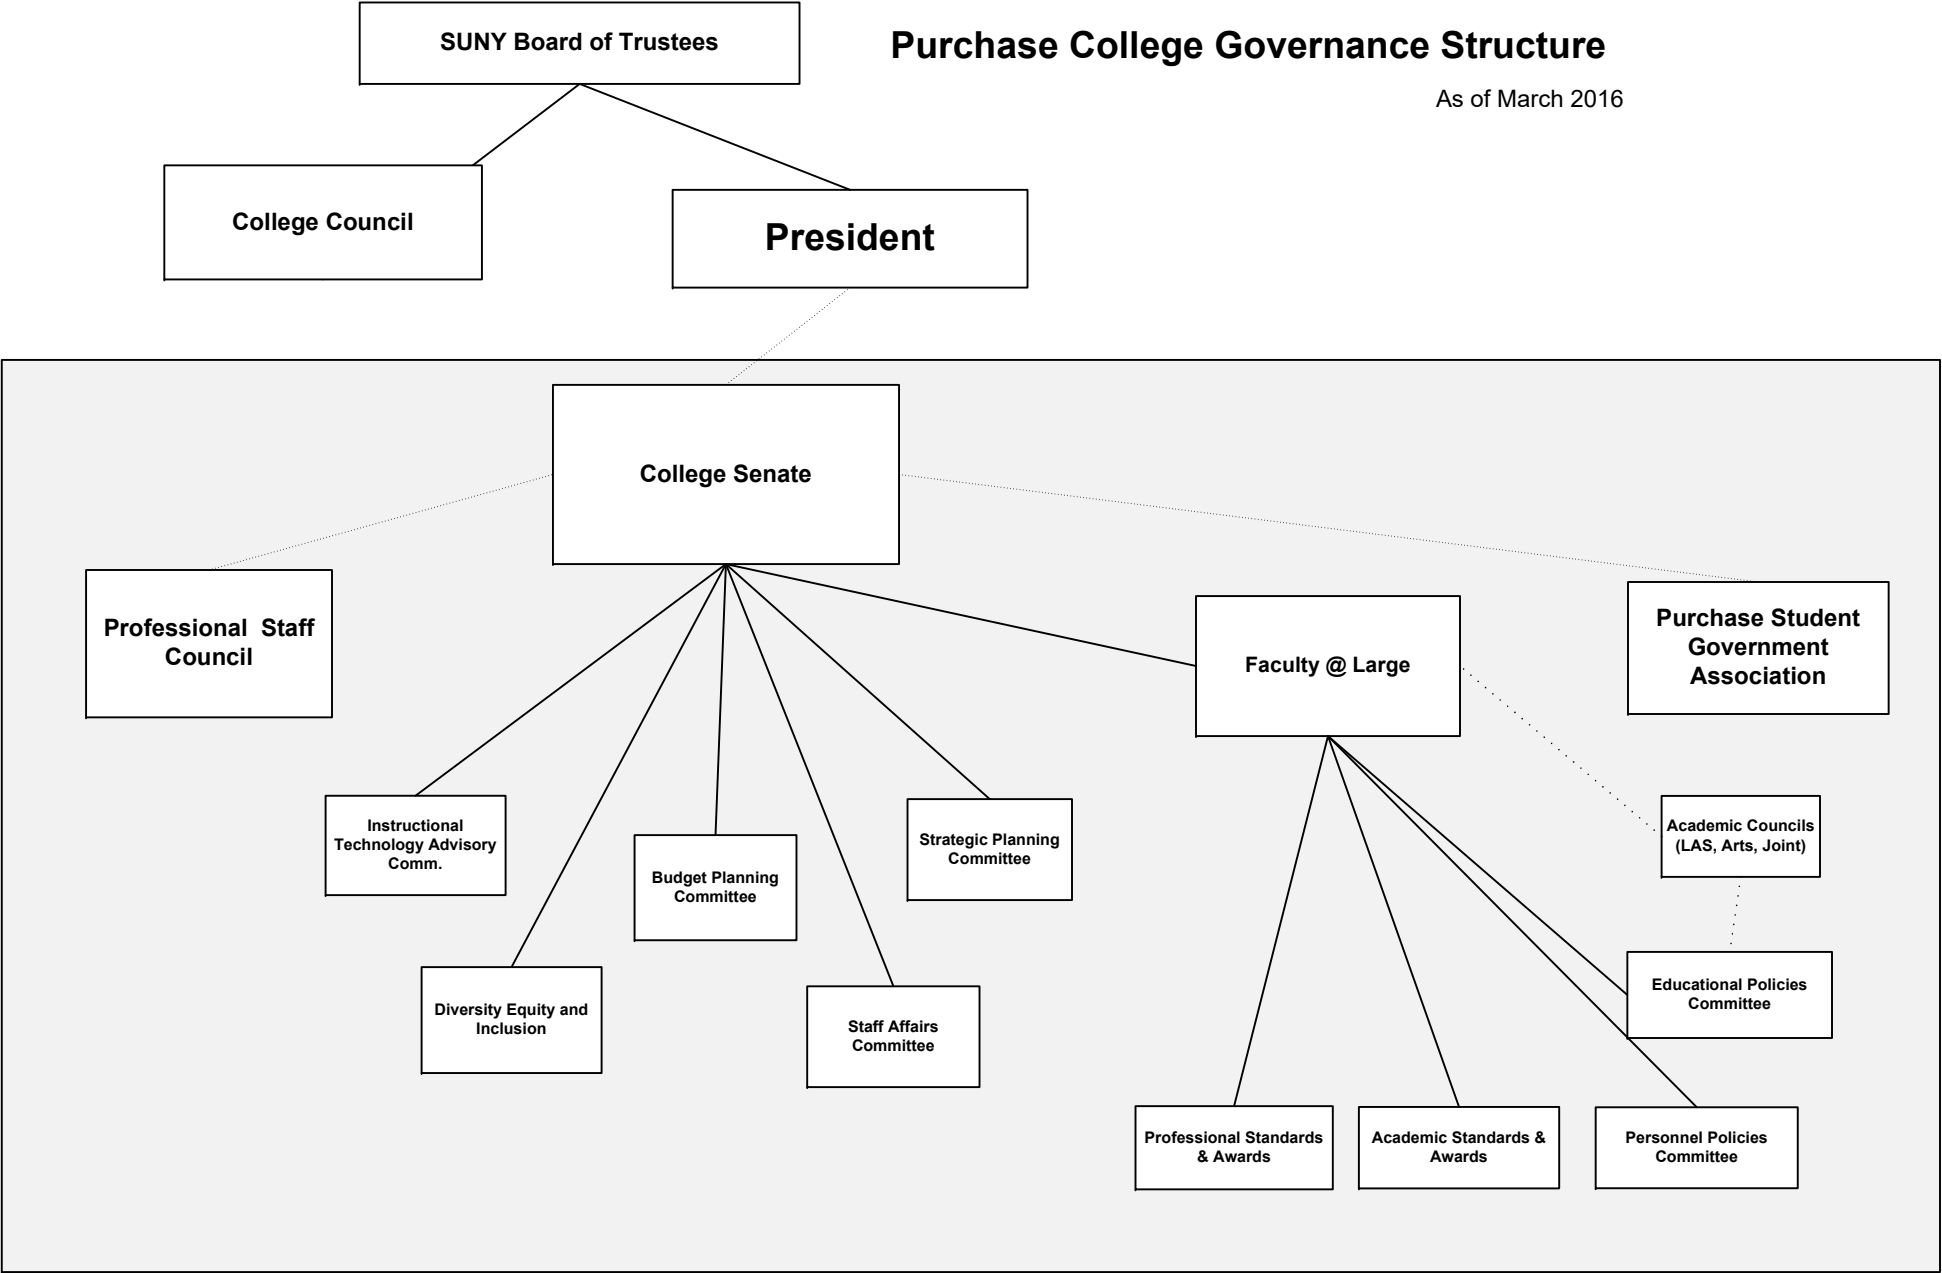 SUNY Board of Trustees
Purchase College Governance Structure
As of March 2016
College Council
President
College Senate
Professional  Staff
Council
Faculty @ Large
Purchase Student
Government
Association
Instructional
Technology Advisory
Comm.
Budget Planning
Committee
Strategic Planning
Committee
Academic Councils
(LAS, Arts, Joint)
Diversity Equity and
Inclusion
Staff Affairs
Committee
Educational Policies
Committee
Professional Standards
& Awards
Academic Standards &
Awards
Personnel Policies
Committee